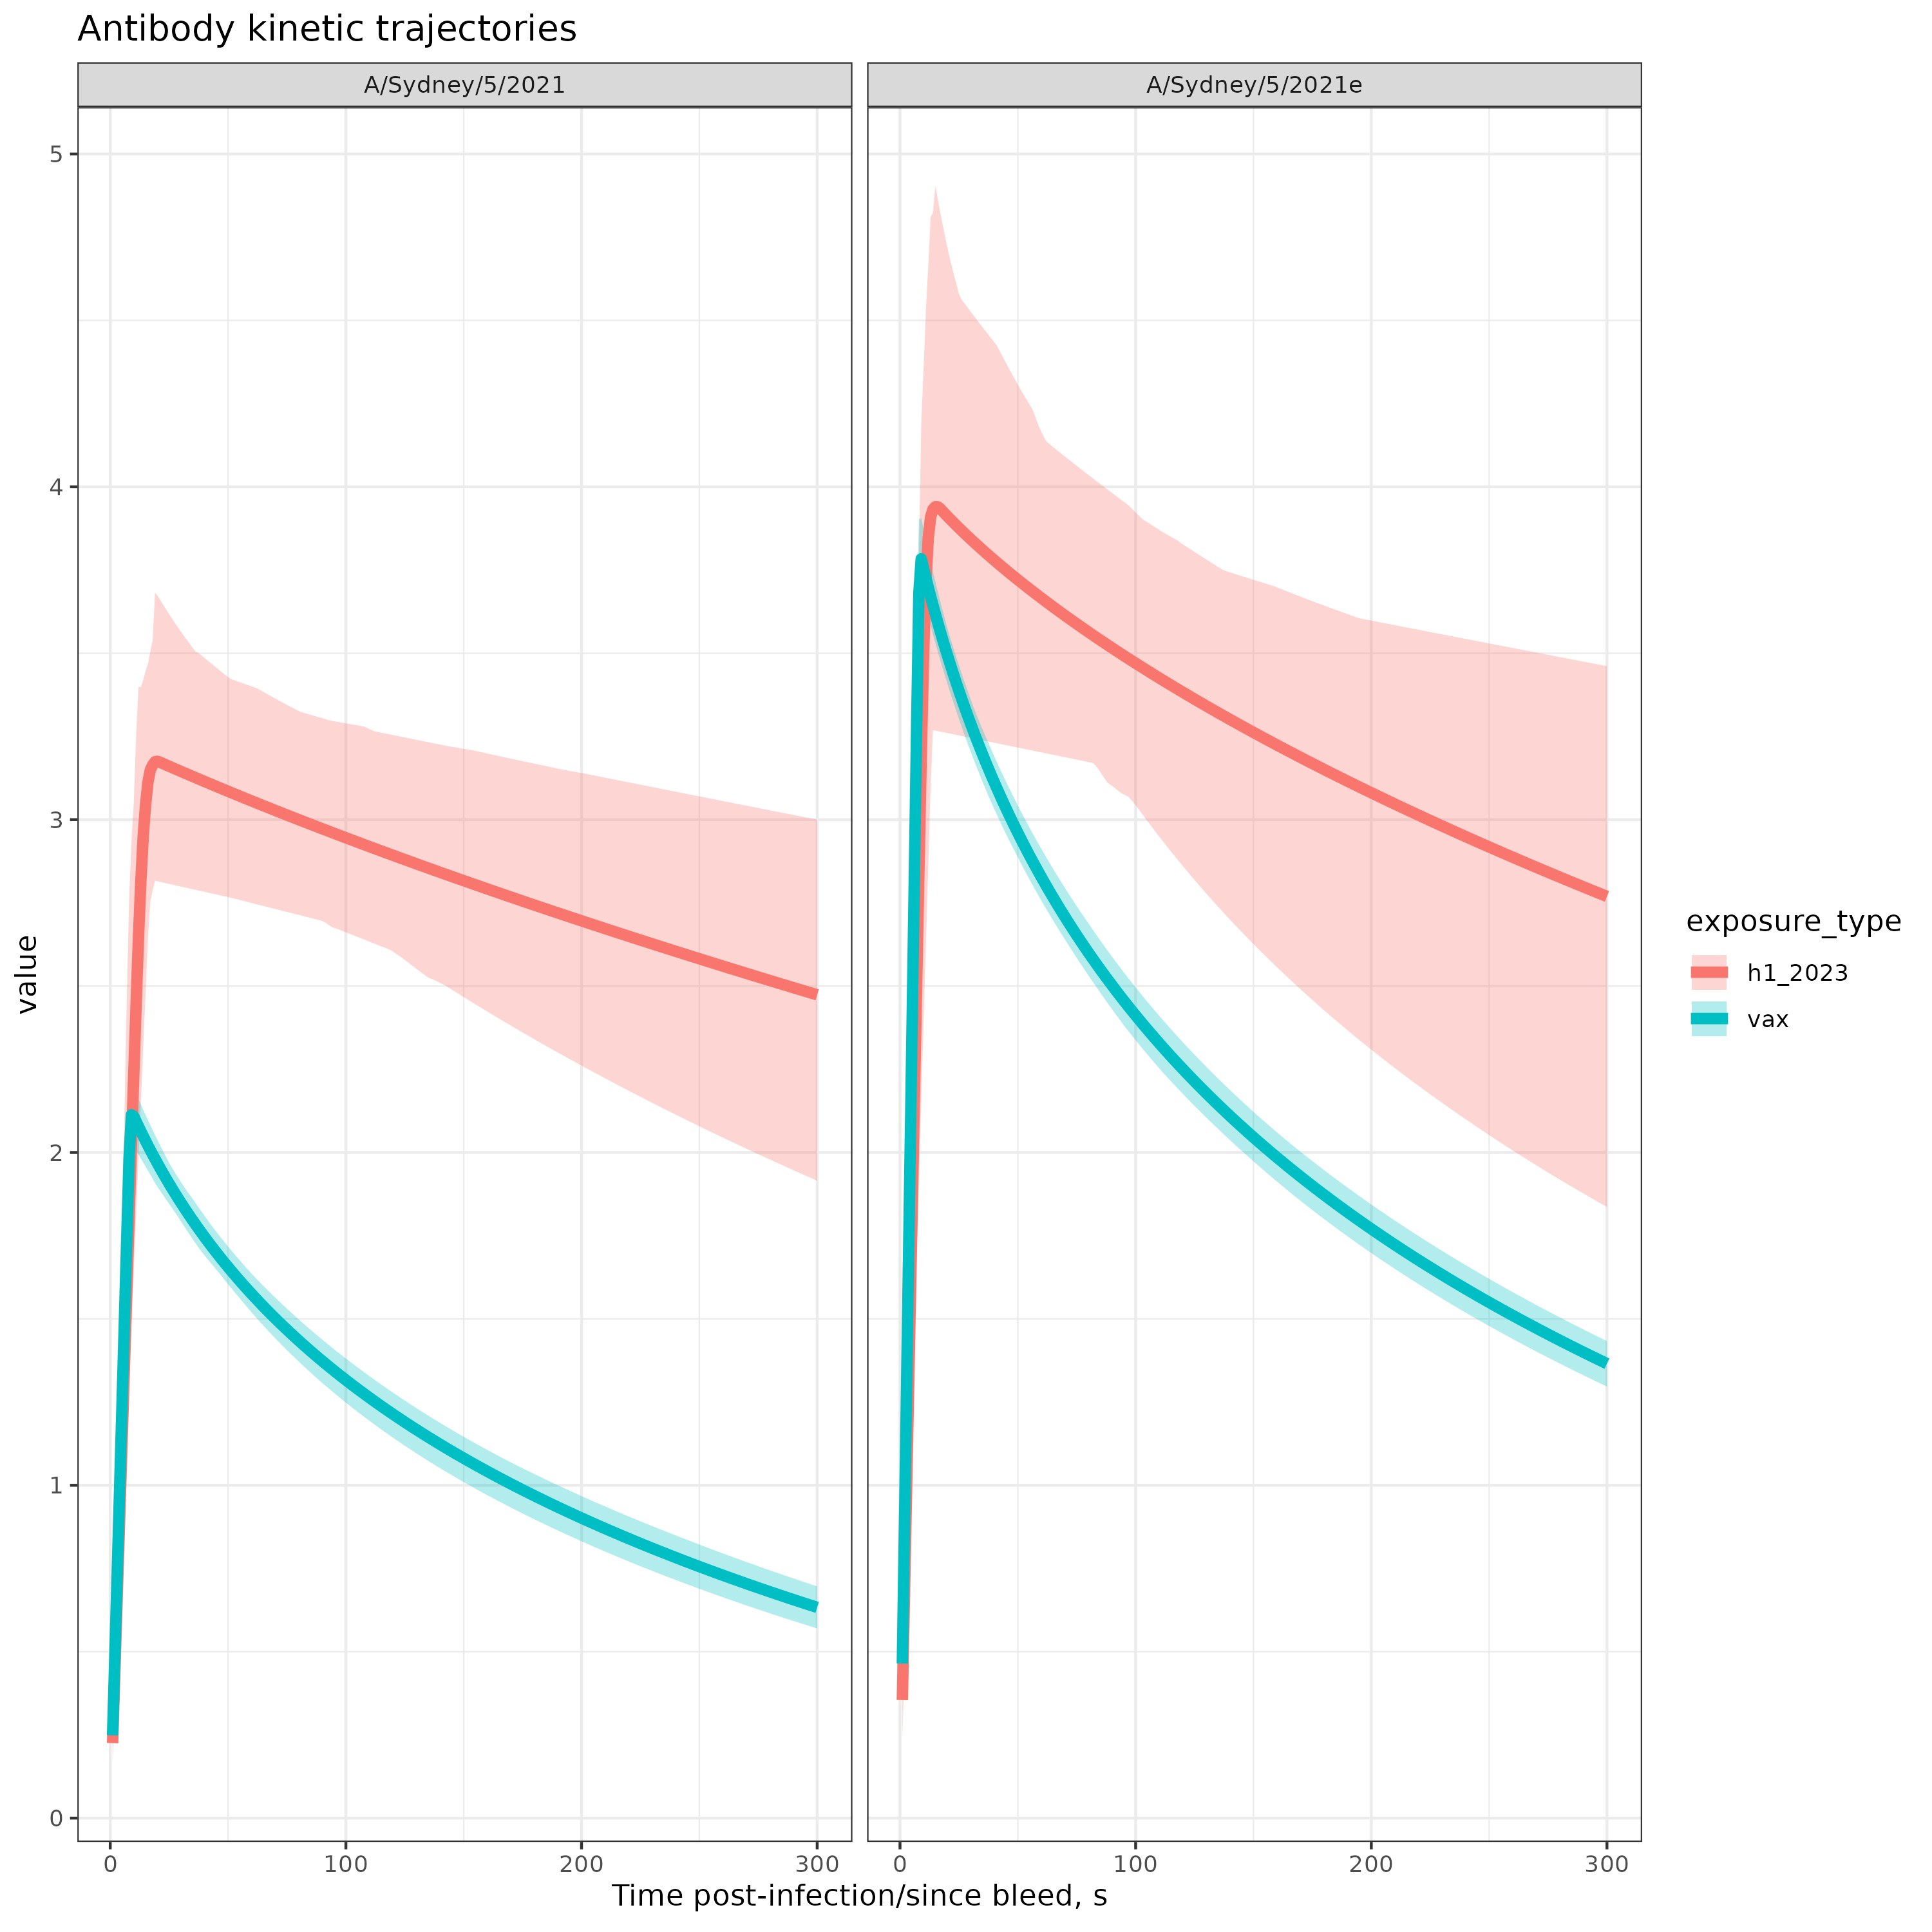 Antibody kinetic trajectories
A/Sydney/5/2021
A/Sydney/5/2021e
5
4
3
2
1
0
value
0
100
200
300
0
100
200
300
Time post-infection/since bleed, s
exposure_type
h1_2023
vax